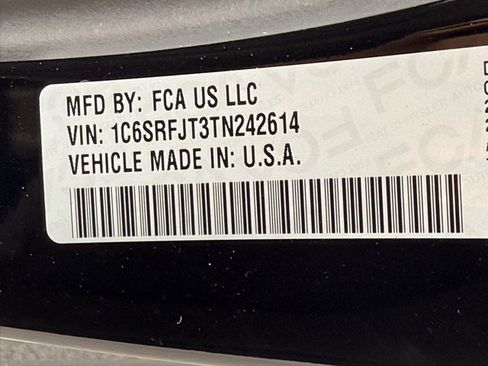 MFD BY: FCA US LLC
VIN: 1C6SRFJT3TN242614
VEHICLE MADE IN: U.S.A.